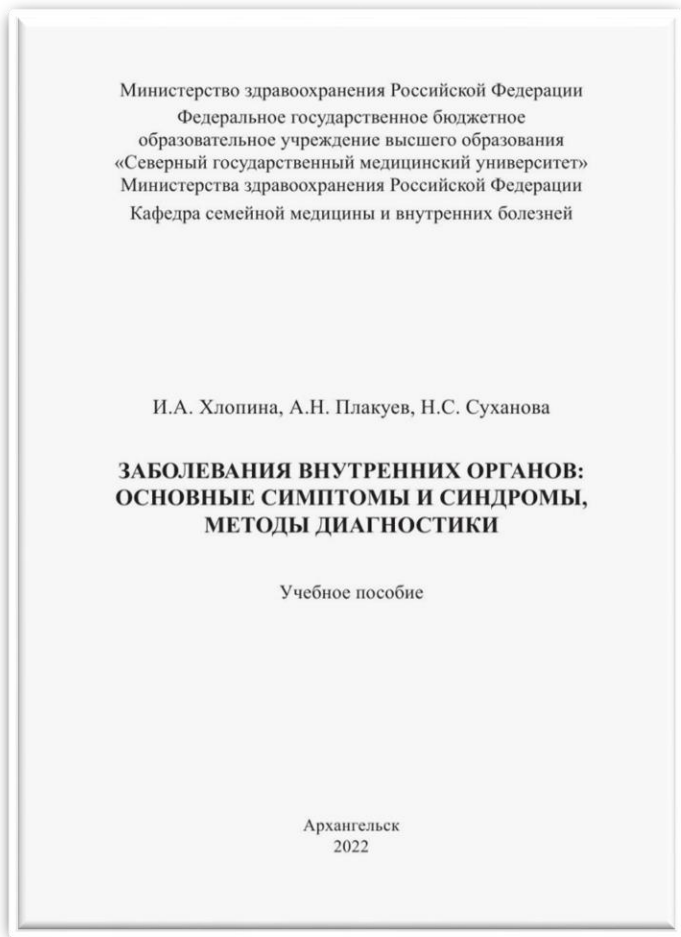 Министерство здравоохранения Российской Федерации
Федеральное государственное бюджетное
образовательное учреждение высшего образования
«Северный государственный медицинский университет»
Министерства здравоохранения Российской Федерации
Кафедра семейной медицины и внутренних болезней
И.А. Хлопина, А.Н. Плакуев, Н.С. Суханова
ЗАБОЛЕВАНИЯ ВНУТРЕННИХ ОРГАНОВ:
ОСНОВНЫЕ СИМПТОМЫ И СИНДРОМЫ,
МЕТОДЫ ДИАГНОСТИКИ
Учебное пособие
Архангельск
2022